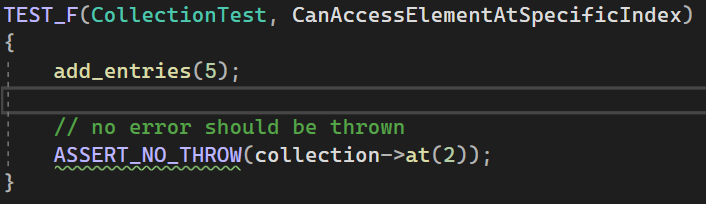 TEST_F(CollectionTest, CanAccessElementAtSpecificIndex)
{
    add_entries(5);

    // no error should be thrown
    ASSERT_NO_THROW(collection->at(2));
}